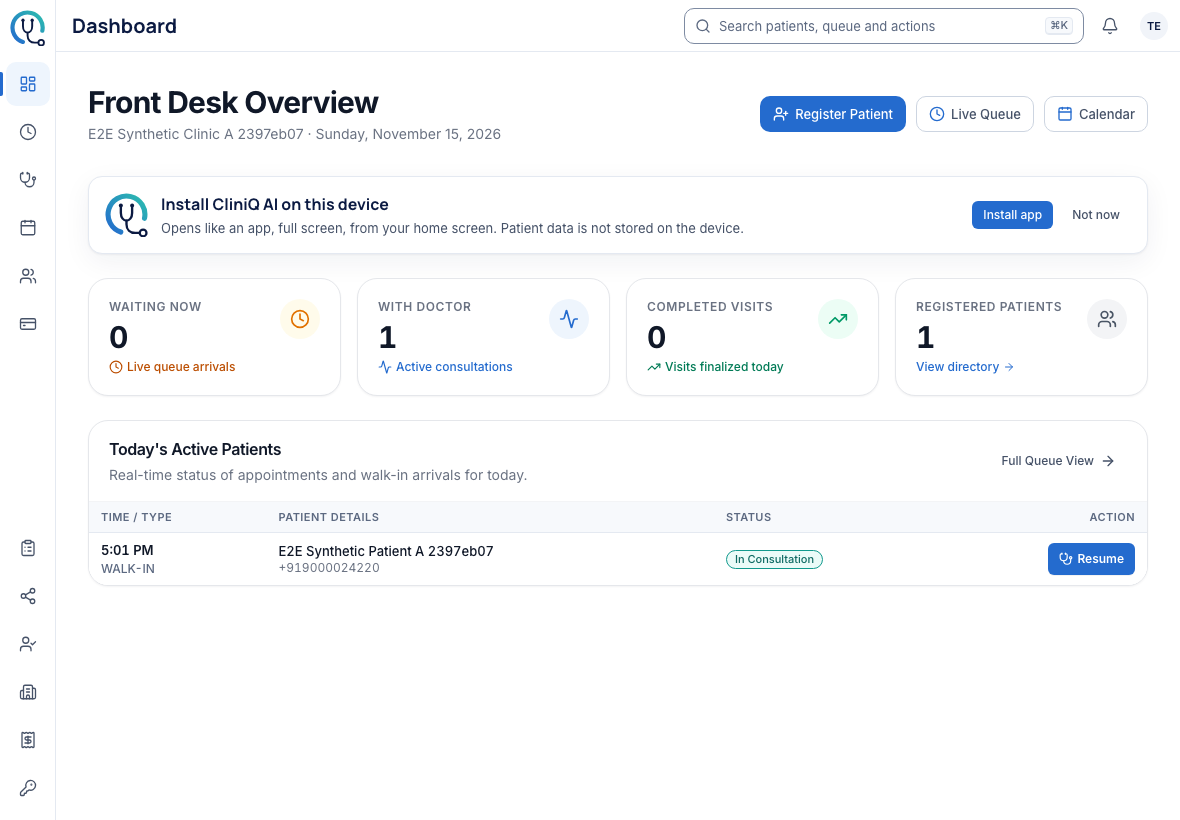 Dashboard
Search patients, queue and actions
⌘K
TE
Front Desk Overview
E2E Synthetic Clinic A 2397eb07 · Sunday, November 15, 2026
Register Patient
Live Queue
Calendar
Install CliniQ AI on this device
Opens like an app, full screen, from your home screen. Patient data is not stored on the device.
Install app
Not now
WAITING NOW
0
Live queue arrivals
WITH DOCTOR
1
Active consultations
COMPLETED VISITS
0
Visits finalized today
REGISTERED PATIENTS
1
View directory →
Today's Active Patients
Real-time status of appointments and walk-in arrivals for today.
Full Queue View →
TIME / TYPE
PATIENT DETAILS
STATUS
ACTION
5:01 PM
WALK-IN
E2E Synthetic Patient A 2397eb07
+919000024220
In Consultation
Resume